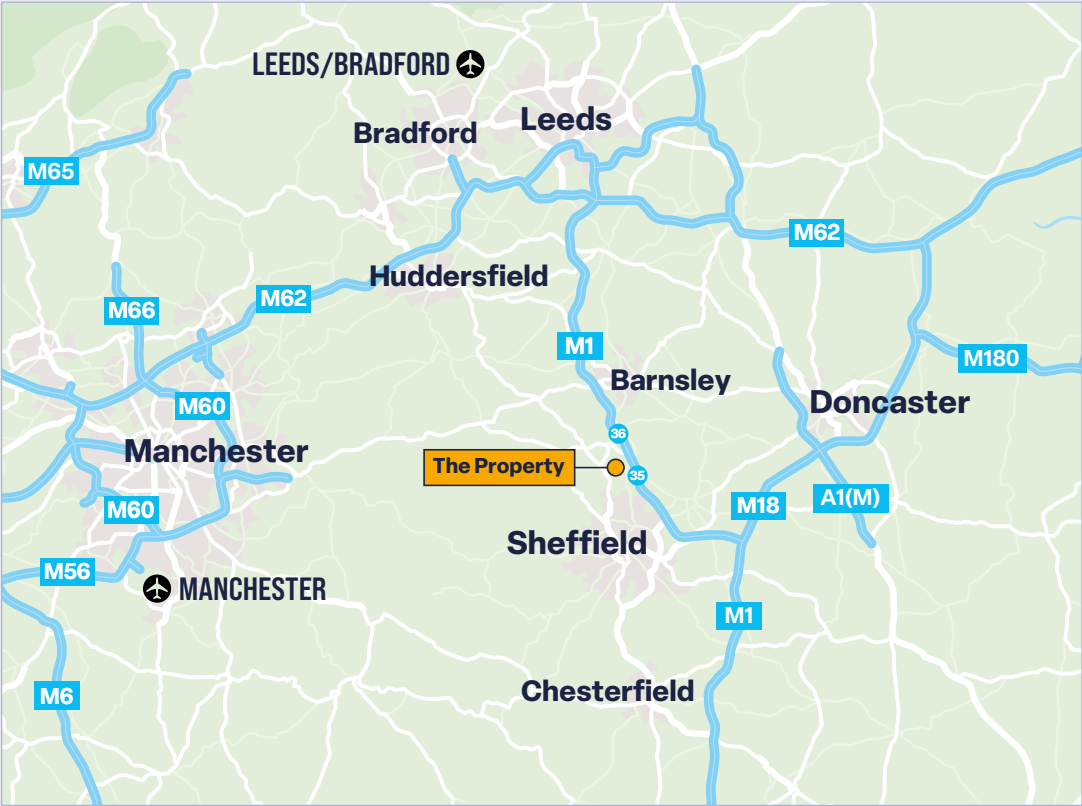 LEEDS/BRADFORD
Leeds
Bradford
M65
M62
Huddersfield
M62
M66
M1
M180
Barnsley
Doncaster
M60
36
Manchester
The Property
35
A1(M)
M18
M60
Sheffield
M56
MANCHESTER
M1
Chesterfield
M6